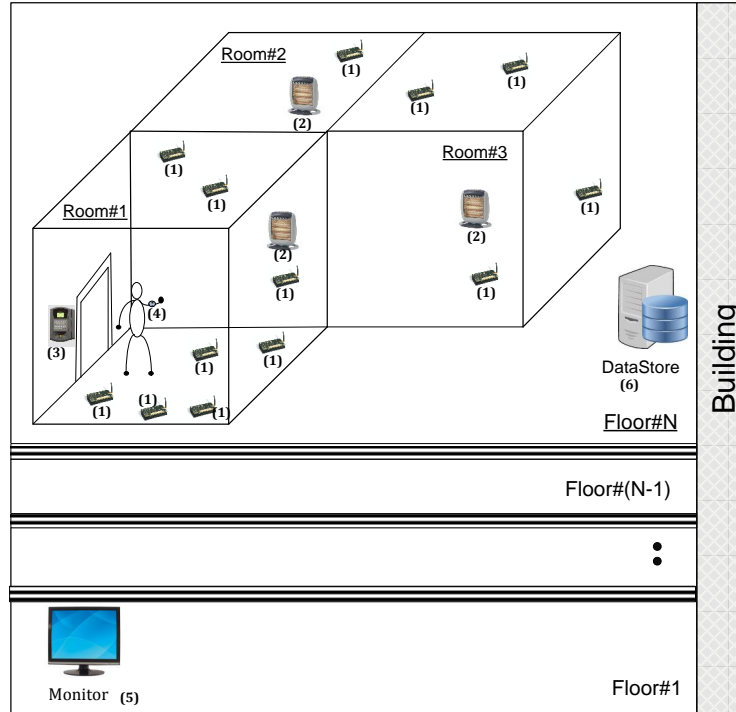 Room#2
(1)
(1)
(1)
(2)
(1)
Room#3
(1)
(1)
Room#1
(2)
(2)
(1)
(1)
(4)
(3)
(1)
(1)
(1)
(1)
(1)
DataStore
(6)
Floor#N
Building
Floor#(N-1)
Monitor (5)
Floor#1